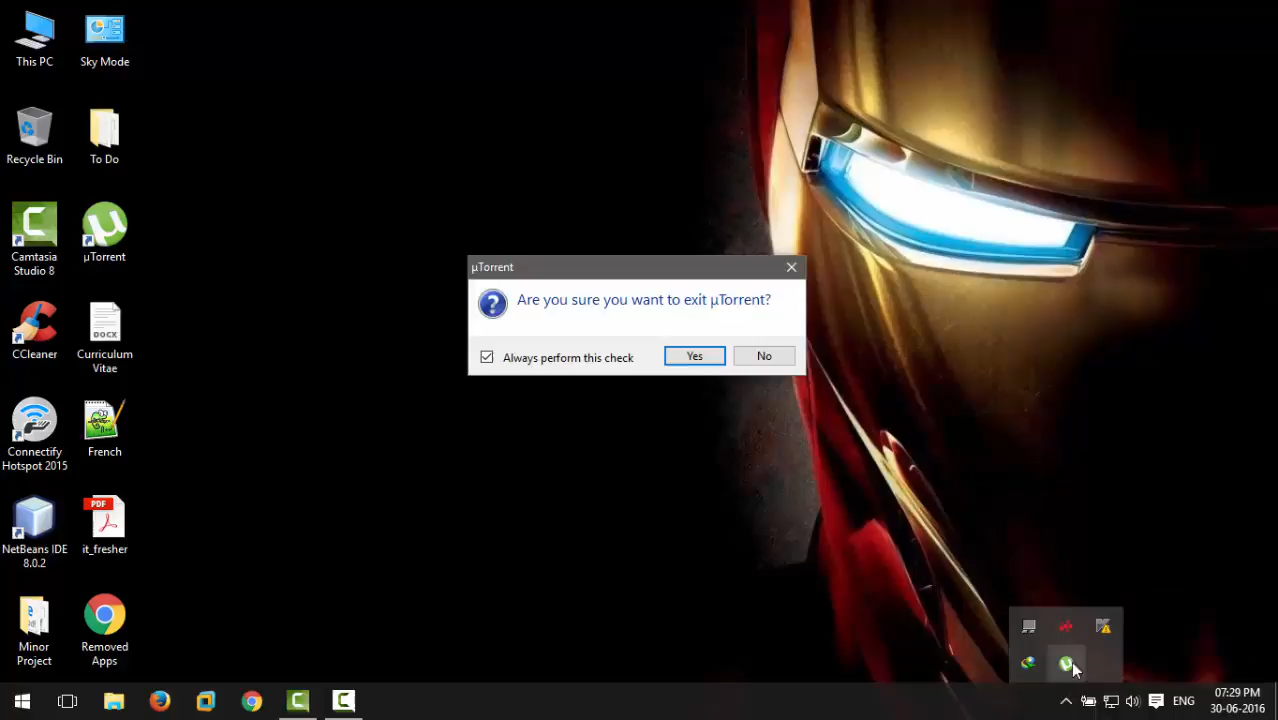 This PC
Sky Mode
Recycle Bin
To Do
Camtasia
Studio 8
µTorrent
CCleaner
DOCX
Curriculum
Vitae
Connectify
Hotspot 2015
French
NetBeans IDE
8.0.2
PDF
it_fresher
Minor
Project
Removed
Apps
µTorrent
Are you sure you want to exit µTorrent?
Always perform this check
Yes
No
ENG
07:29 PM
30-06-2016